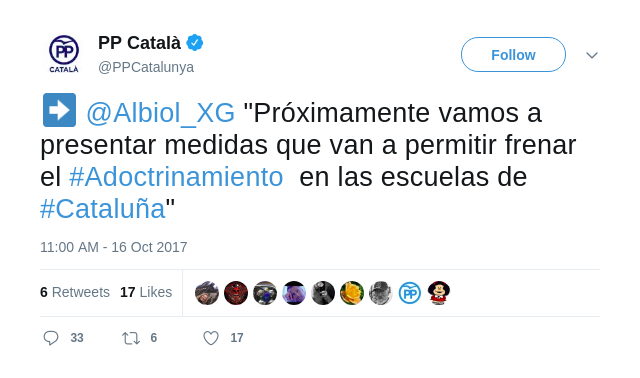 PP Català
@PPCatalunya
PP
CATALÀ
Follow
@Albiol_XG "Próximamente vamos a
presentar medidas que van a permitir frenar
el #Adoctrinamiento en las escuelas de
#Cataluña"
11:00 AM - 16 Oct 2017
6 Retweets 17 Likes
PP
33 6 17